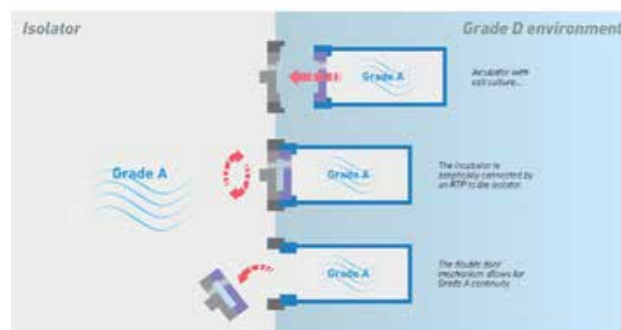 Isolator
Grade D environment
Grade A
Incubator with
cell culture...
Grade A
Grade A
The incubator is
aseptically connected by
an RTP to the isolator.
Grade A
The double door
mechanism allows for
Grade A continuity